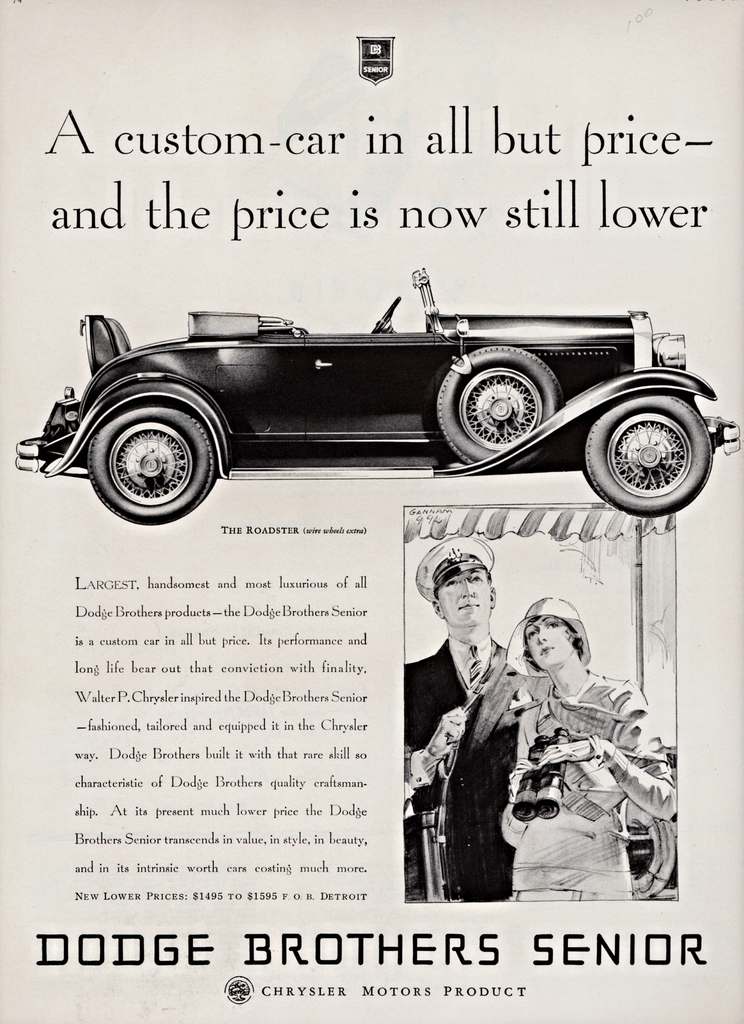 DB
SENIOR
100
A custom-car in all but price—
and the price is now still lower
THE ROADSTER (wire wheels extra)
GANNAM
LARGEST, handsomest and most luxurious of all
Dodge Brothers products—the Dodge Brothers Senior
is a custom car in all but price. Its performance and
long life bear out that conviction with finality.
Walter P. Chrysler inspired the Dodge Brothers Senior
—fashioned, tailored and equipped it in the Chrysler
way. Dodge Brothers built it with that rare skill so
characteristic of Dodge Brothers quality craftsman-
ship. At its present much lower price the Dodge
Brothers Senior transcends in value, in style, in beauty,
and in its intrinsic worth cars costing much more.
NEW LOWER PRICES: $1495 TO $1595 F. O. B. DETROIT
DODGE BROTHERS SENIOR
CHRYSLER MOTORS PRODUCT